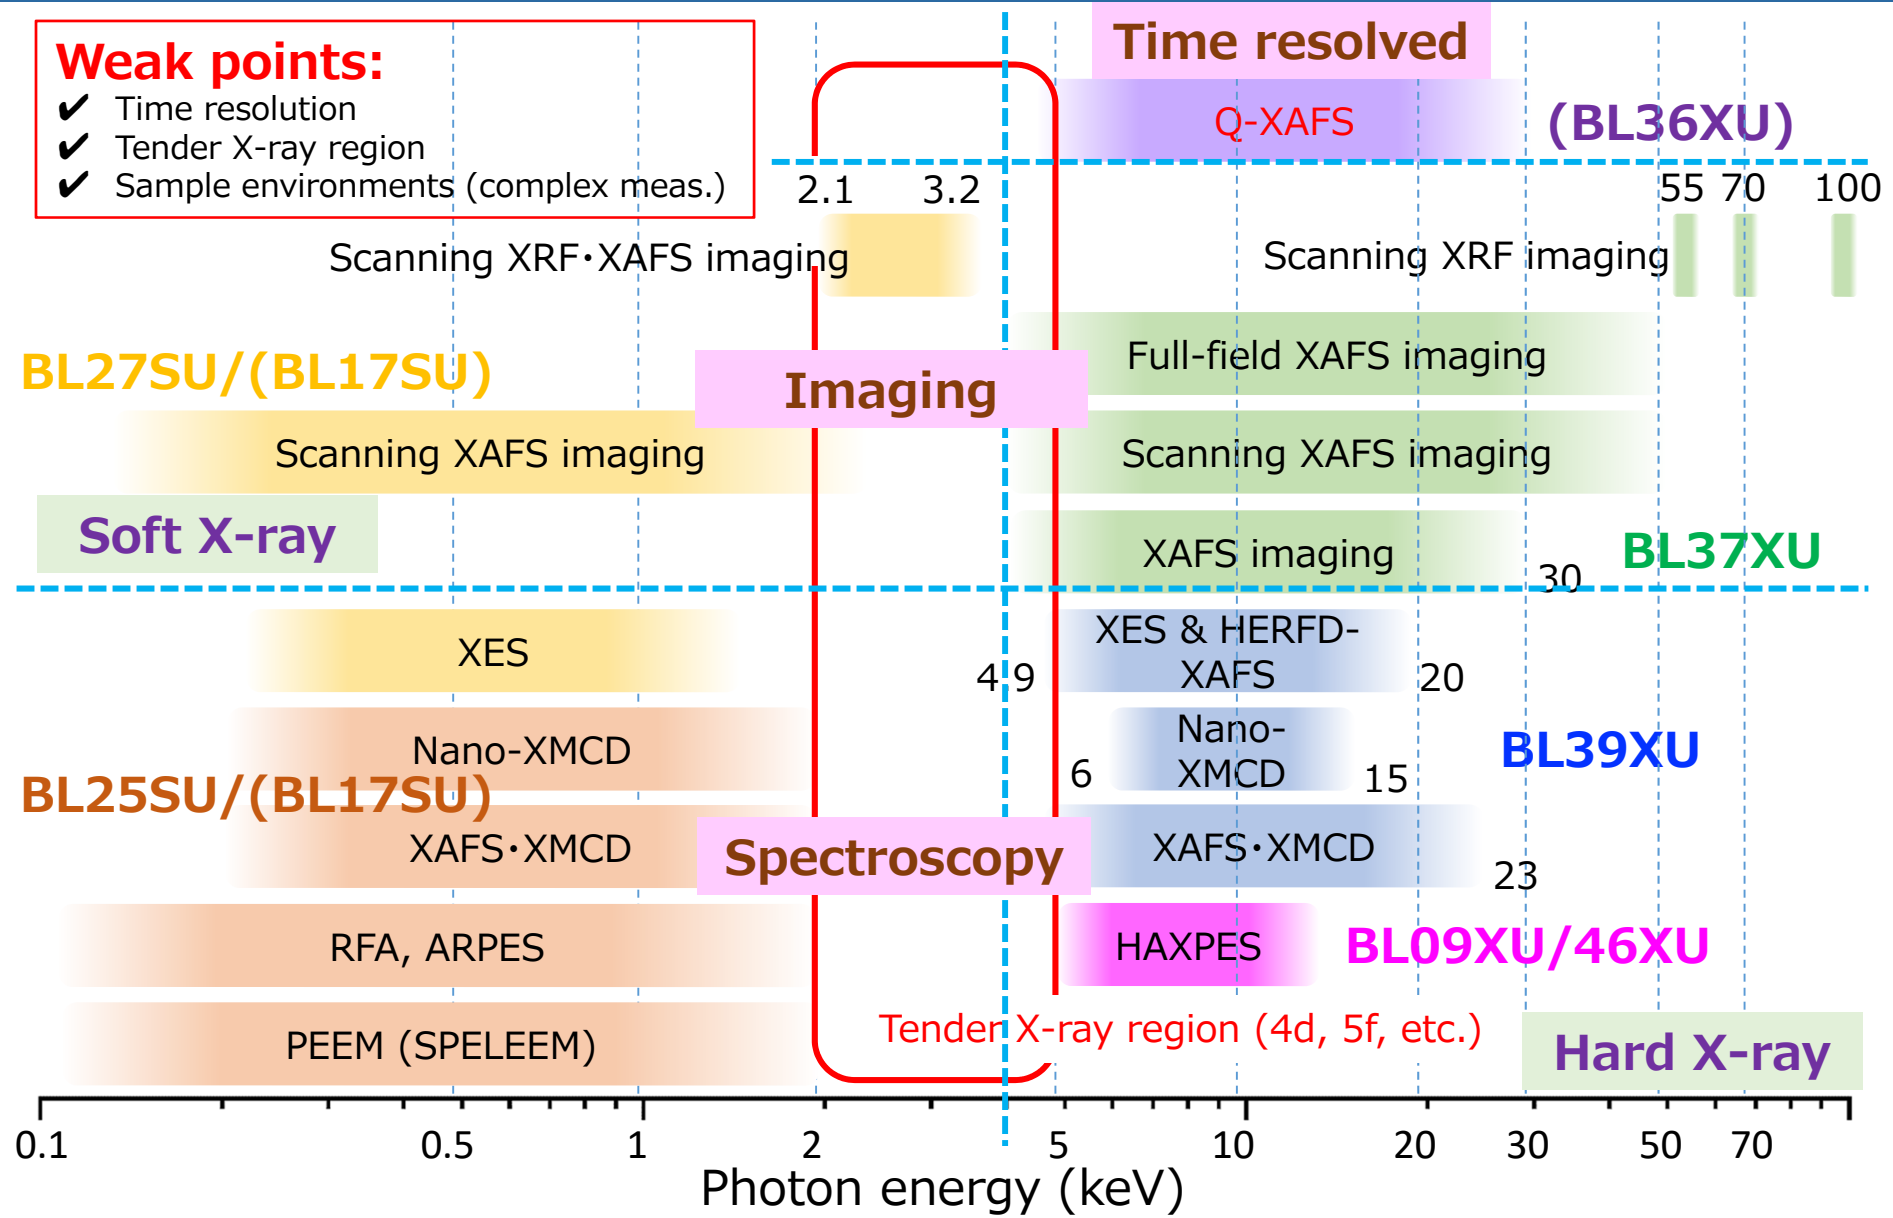 Time resolved
Weak points:
✔ Time resolution
✔ Tender X-ray region
✔ Sample environments (complex meas.)
Q-XAFS
(BL36XU)
2.1
3.2
55
70
100
Scanning XRF・XAFS imaging
Scanning XRF imaging
BL27SU/(BL17SU)
Imaging
Full-field XAFS imaging
Scanning XAFS imaging
Scanning XAFS imaging
Soft X-ray
XAFS imaging
BL37XU
30
XES
4.9
XES & HERFD-
XAFS
20
Nano-XMCD
6
Nano-
XMCD
15
BL39XU
BL25SU/(BL17SU)
XAFS・XMCD
Spectroscopy
XAFS・XMCD
23
RFA, ARPES
HAXPES
BL09XU/46XU
PEEM (SPELEEM)
Tender X-ray region (4d, 5f, etc.)
Hard X-ray
0.1
0.5
1
2
5
10
20
30
50
70
Photon energy (keV)